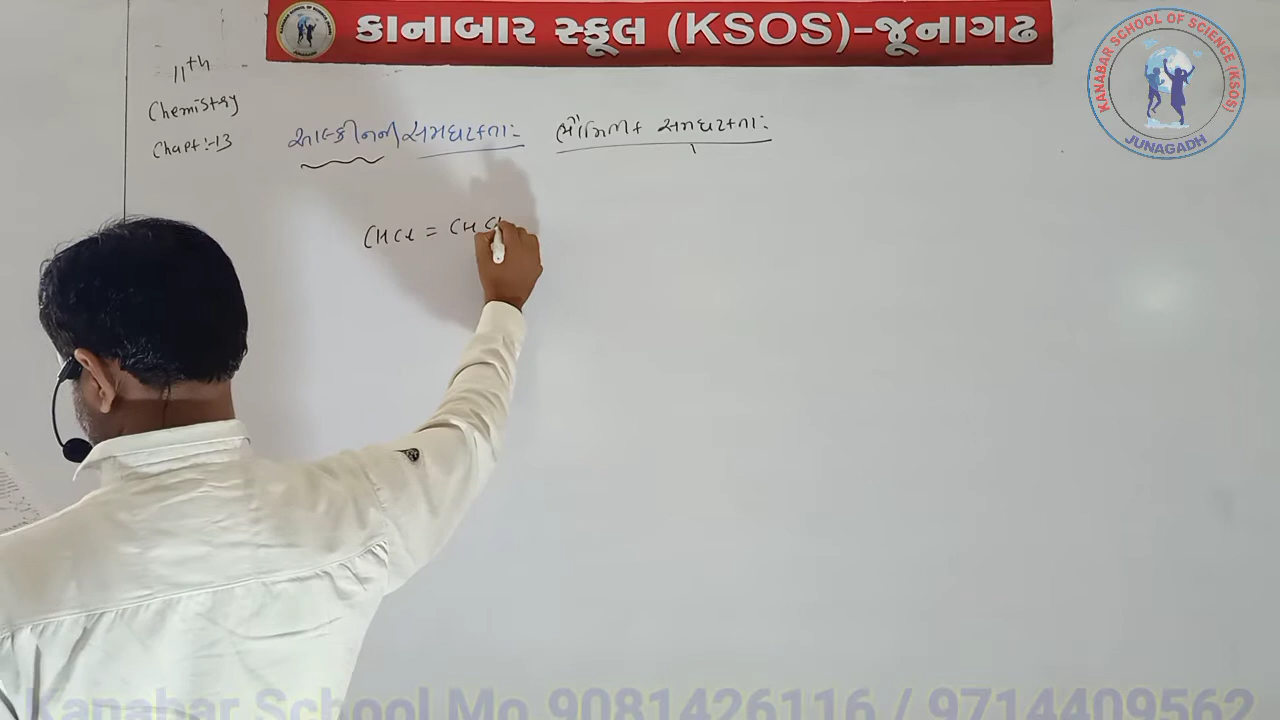 કાનાબાર સ્કૂલ (KSOS)-જૂનાગઢ
KANABAR SCHOOL OF SCIENCE (KSOS)
JUNAGADH
11th
Chemistry
Chapt:-13
આલ્કીનની સમઘટકતા:- ભૌમિતિક સમઘટકતા:-
CHCl = CHCl
Kanabar School Mo 9081426116 / 9714409562